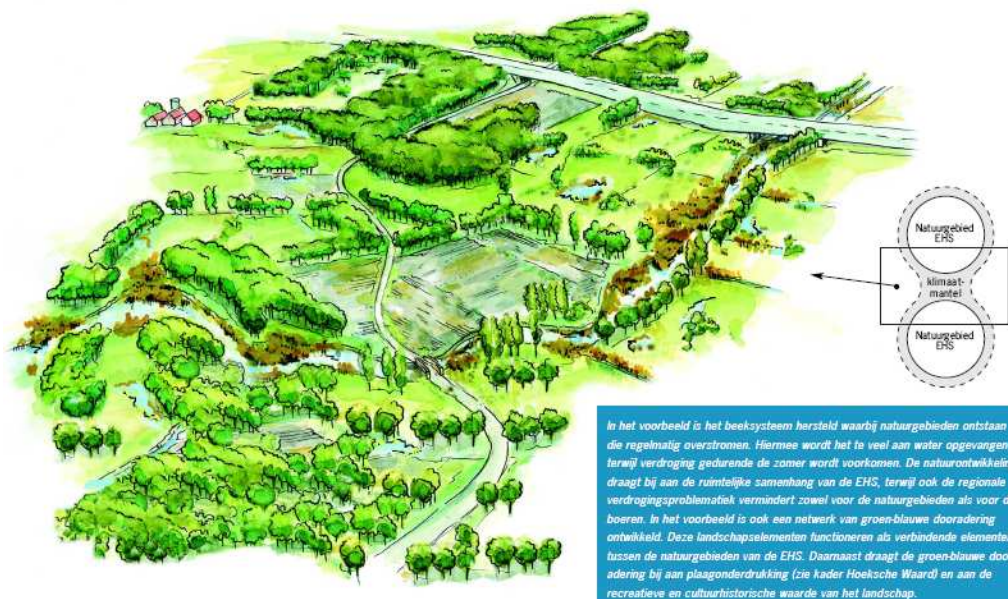 Natuurgebied
EHS
klimaat-
mantel
Natuurgebied
EHS
In het voorbeeld is het beeksysteem hersteld waarbij natuurgebieden ontstaan
die regelmatig overstromen. Hiermee wordt het te veel aan water opgevangen
terwijl verdroging gedurende de zomer wordt voorkomen. De natuurontwikkelin
draagt bij aan de ruimtelijke samenhang van de EHS, terwijl ook de regionale
verdrogingsproblematiek vermindert zowel voor de natuurgebieden als voor
boeren. In het voorbeeld is ook een netwerk van groen-blauwe dooradering
ontwikkeld. Deze landschapselementen functioneren als verbindende elemente
tussen de natuurgebieden van de EHS. Daarnaast draagt de groen-blauwe door
adering bij aan plaagonderdrukking (zie kader Hoeksche Waard) en aan de
recreatieve en cultuurhistorische waarde van het landschap.